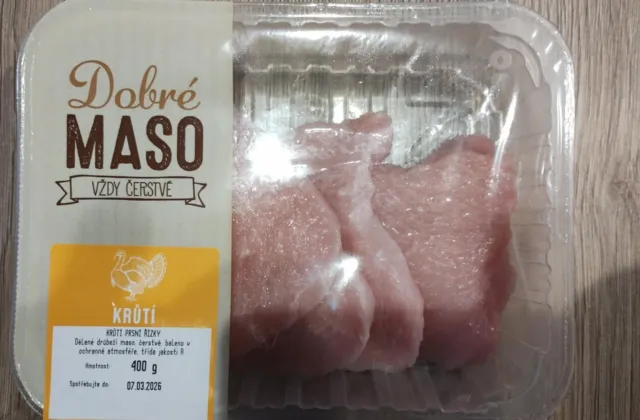 Dobré
MASO
VŽDY ČERSTVÉ
KRŮTÍ
KRŮTÍ PRSNÍ ŘÍZKY
Dělené drůbeží maso, čerstvé, baleno v
ochranné atmosféře, třída jakosti A
Hmotnost: 400 g
Spotřebujte do: 07.03.2026